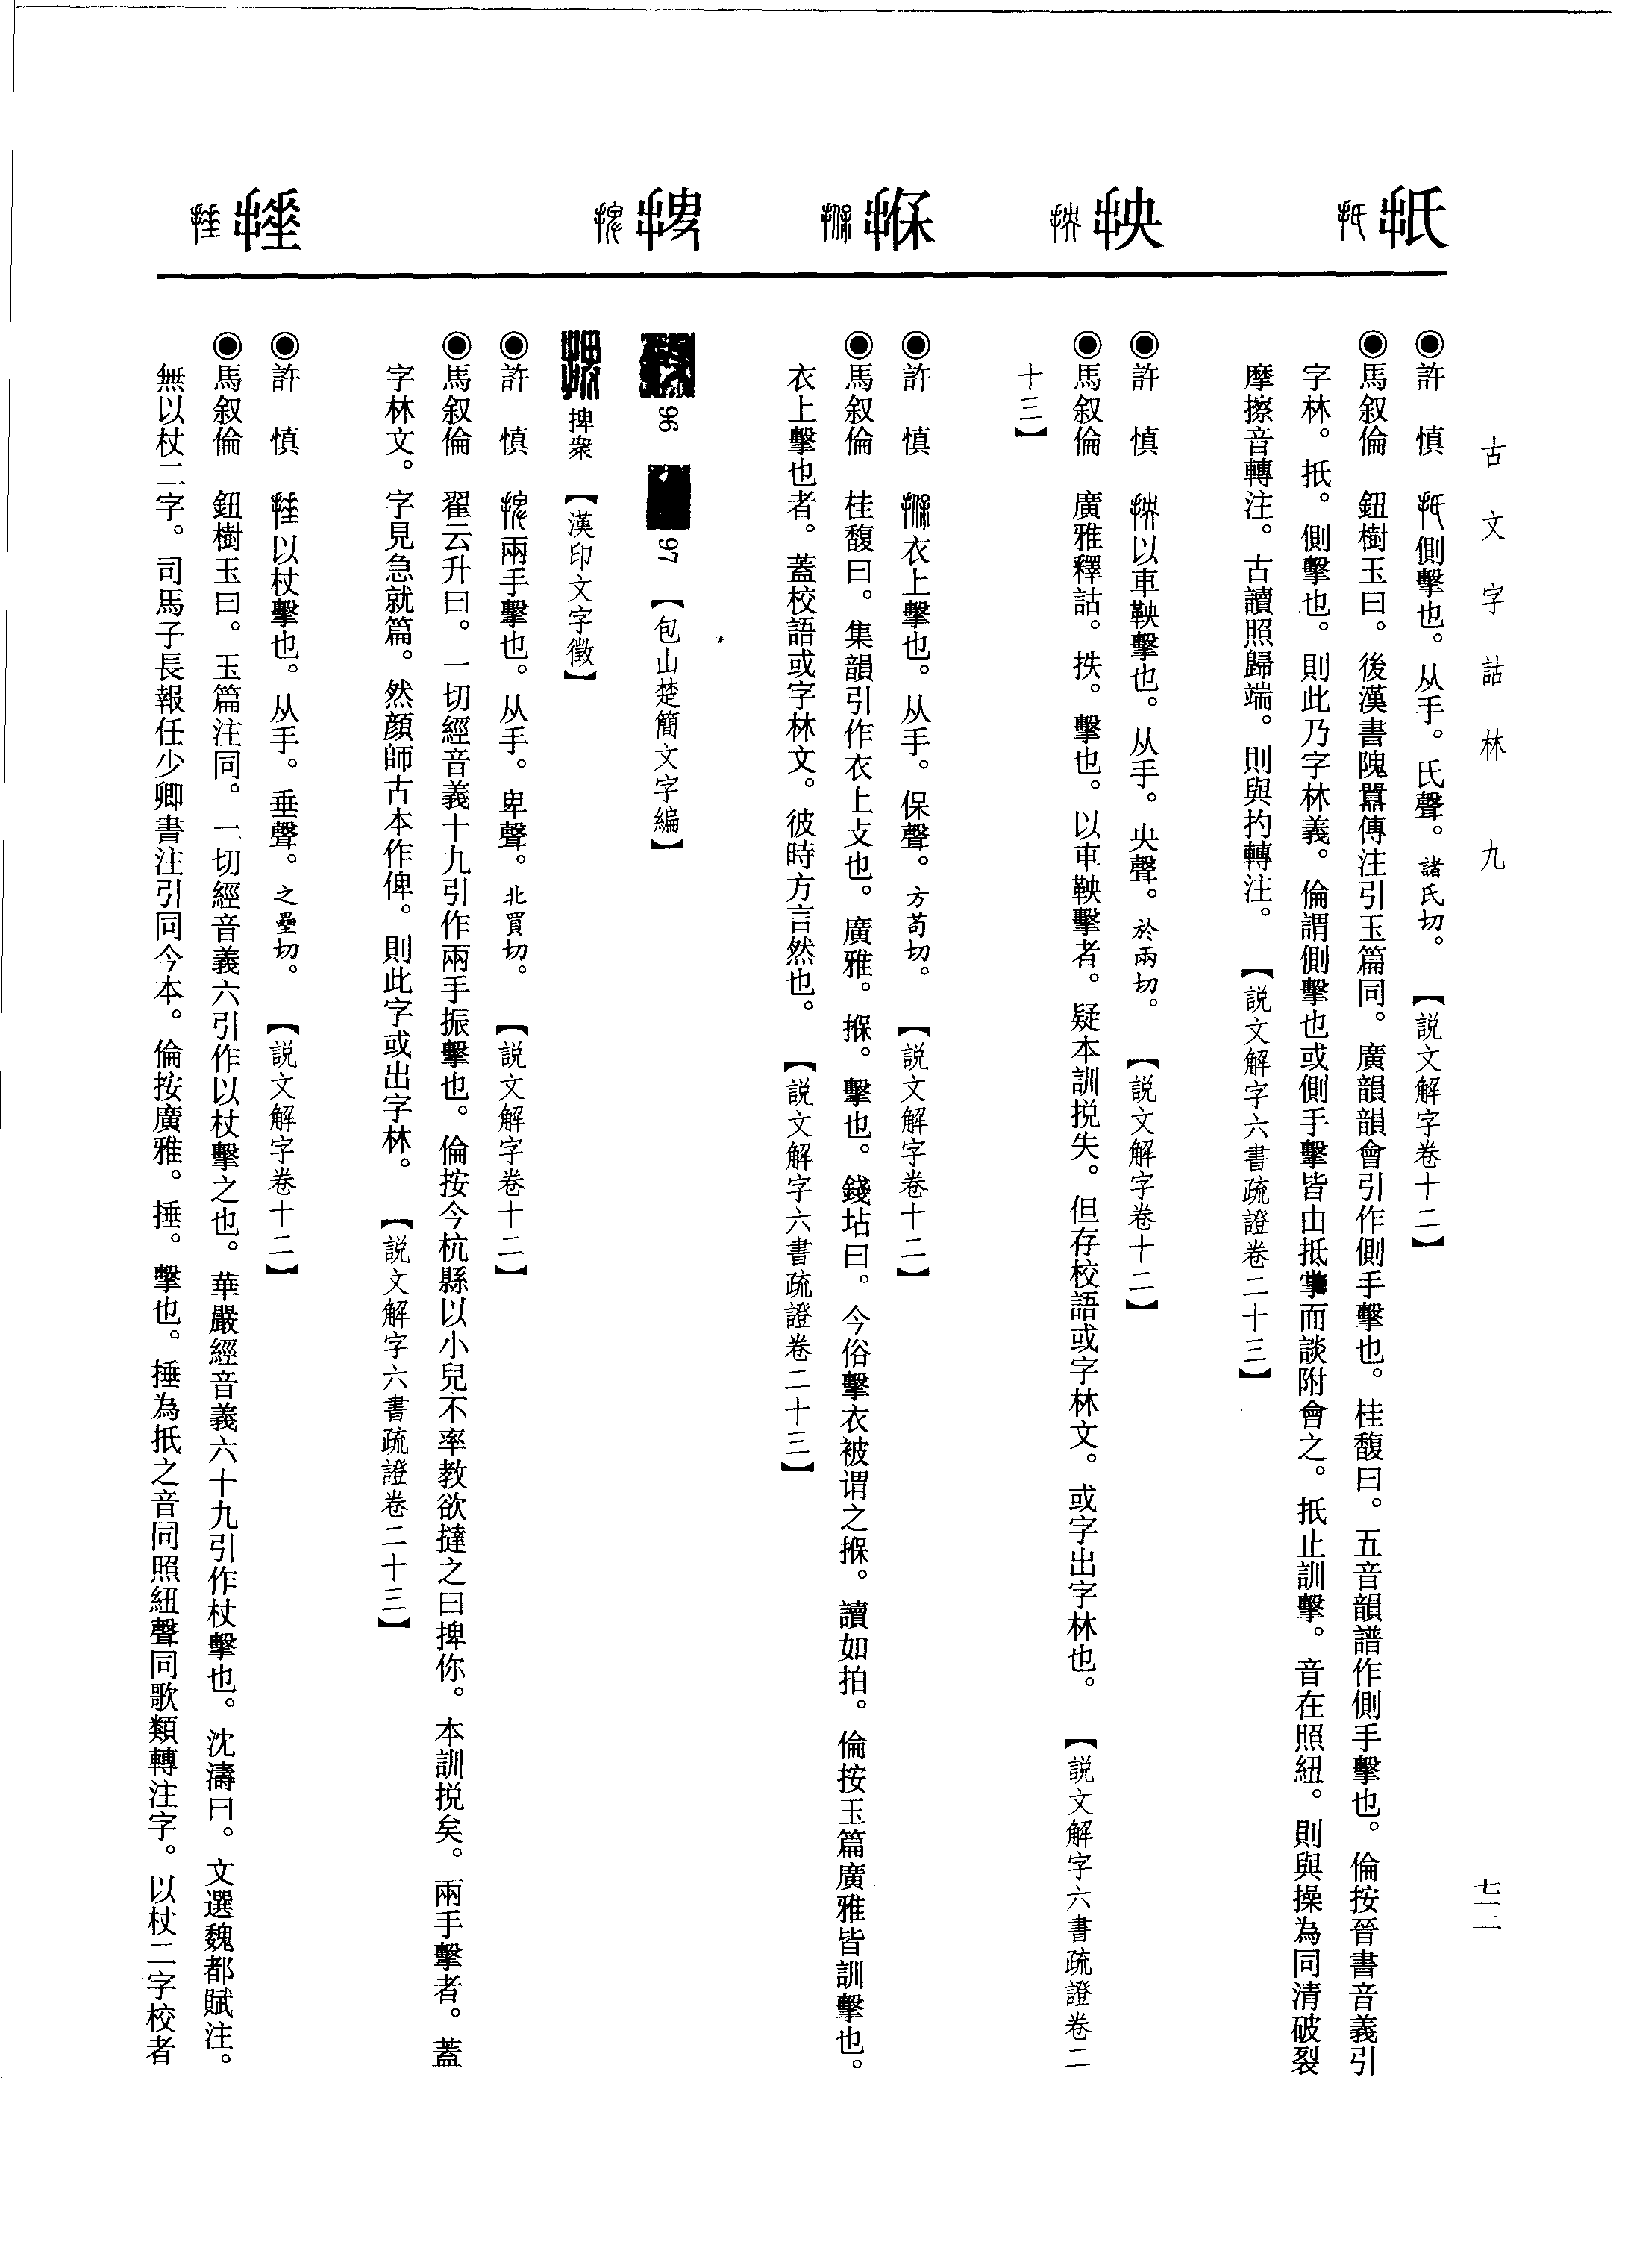 古文字詁林 九
七一二
扺
◉許 慎 側擊也。从手。氏聲。諸氏切。【説文解字卷十二】
◉馬叙倫 鈕樹玉曰。後漢書隗囂傳注引玉篇同。廣韻韻會引作側手擊也。桂馥曰。五音韻譜作側手擊也。倫按晉書音義引
字林。扺。側擊也。則此乃字林義。倫謂側擊也或側手擊皆由抵掌而談附會之。扺止訓擊。音在照紐。則與操為同清破裂
摩擦音轉注。古讀照歸端。則與扚轉注。 【説文解字六書疏證卷二十三】
抰
◉許 慎 以車鞅擊也。从手。央聲。於兩切。 【説文解字卷十二】
◉馬叙倫 廣雅釋詁。抰。擊也。以車鞅擊者。疑本訓挩失。但存校語或字林文。或字出字林也。 【説文解字六書疏證卷二
十三】
㨐
◉許 慎 衣上擊也。从手。保聲。方苟切。 【説文解字卷十二】
◉馬叙倫 桂馥曰。集韻引作衣上攴也。廣雅。㨐。擊也。錢坫曰。今俗擊衣被谓之㨐。讀如拍。倫按玉篇廣雅皆訓擊也。
衣上擊也者。蓋校語或字林文。彼時方言然也。 【説文解字六書疏證卷二十三】
捭
96 97 【包山楚簡文字編】
捭衆 【漢印文字徵】
◉許 慎 兩手擊也。从手。卑聲。北買切。 【説文解字卷十二】
◉馬叙倫 翟云升曰。一切經音義十九引作兩手振擊也。倫按今杭縣以小兒不率教欲撻之曰捭你。本訓挩矣。兩手擊者。蓋
字林文。字見急就篇。然顔師古本作俾。則此字或出字林。 【説文解字六書疏證卷二十三】
捶
◉許 慎 以杖擊也。从手。垂聲。之壘切。 【説文解字卷十二】
◉馬叙倫 鈕樹玉曰。玉篇注同。一切經音義六引作以杖擊之也。華嚴經音義六十九引作杖擊也。沈濤曰。文選魏都賦注。
無以杖二字。司馬子長報任少卿書注引同今本。倫按廣雅。捶。擊也。捶為扺之音同照紐聲同歌類轉注字。以杖二字校者